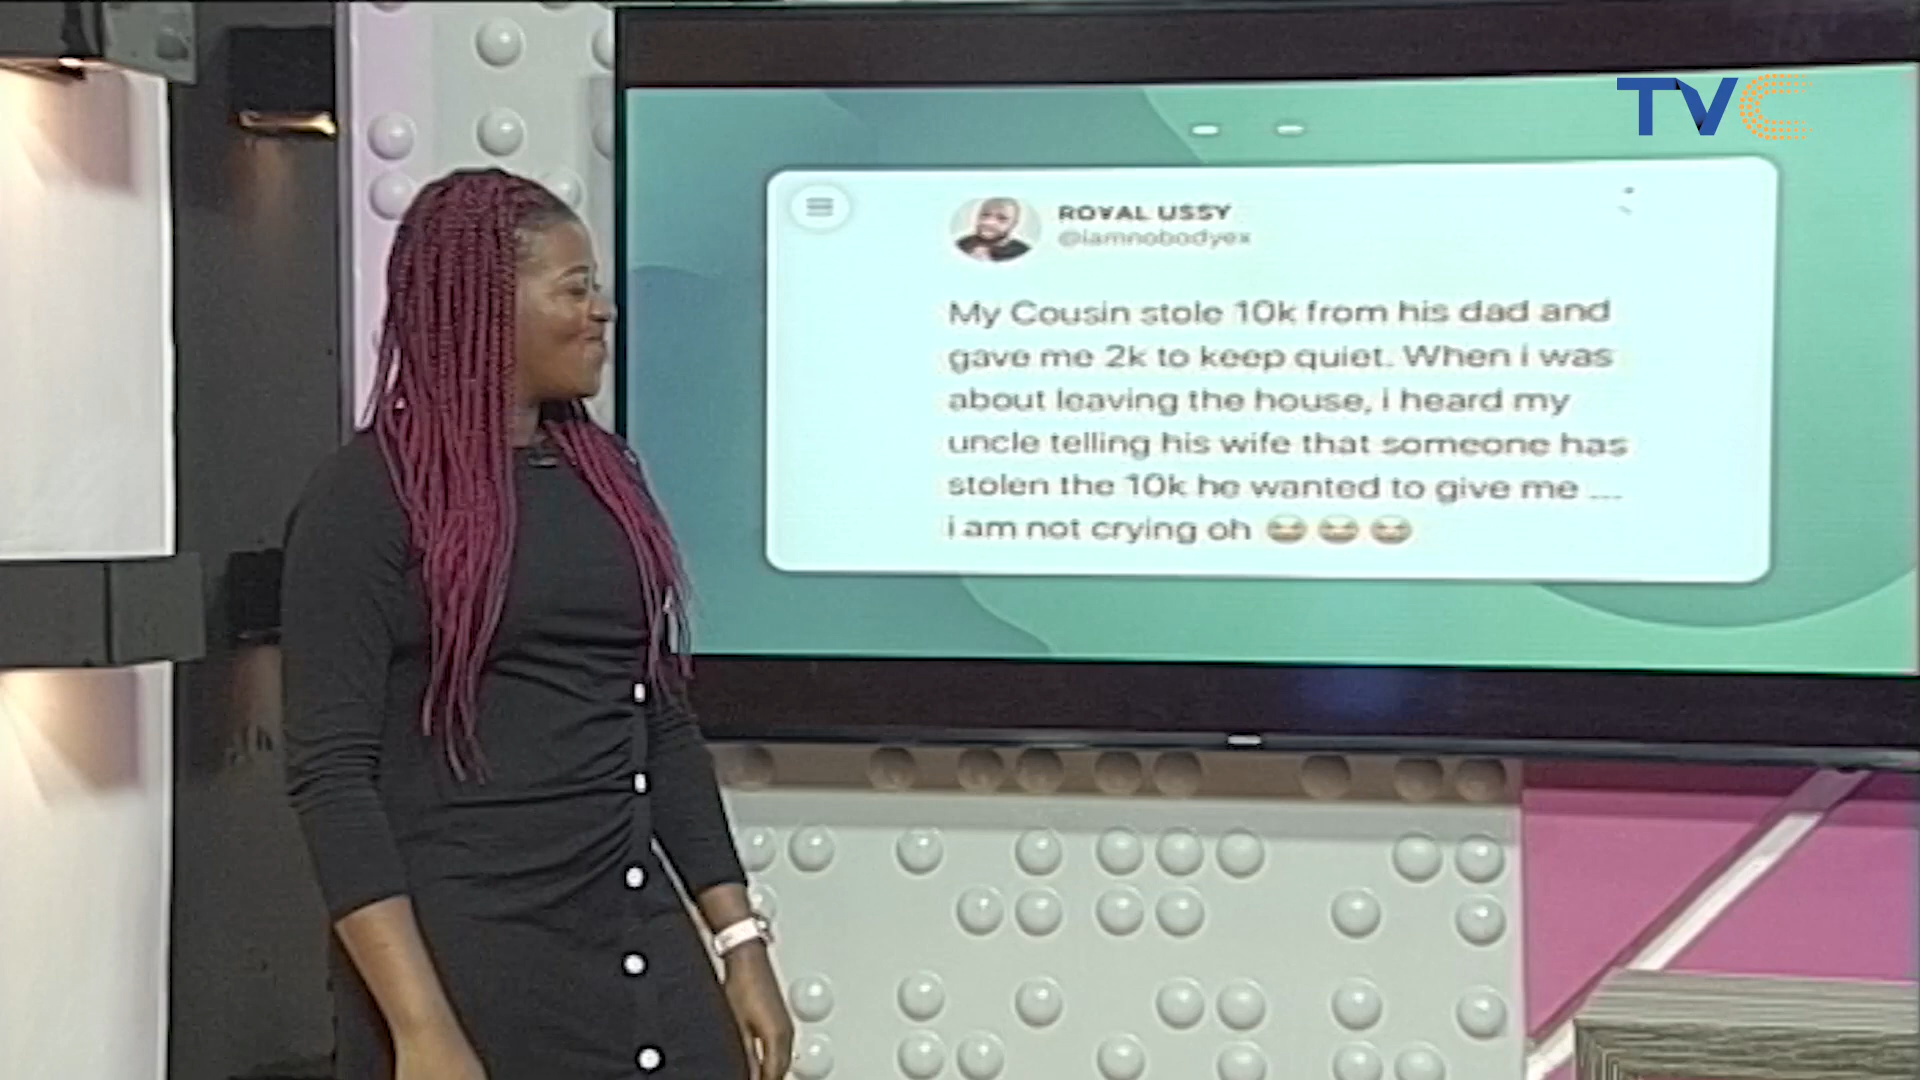 TVC
ROYAL USSY
@iamnobodyex
My Cousin stole 10k from his dad and
gave me 2k to keep quiet. When i was
about leaving the house, i heard my
uncle telling his wife that someone has
stolen the 10k he wanted to give me ...
i am not crying oh 😂😂😂